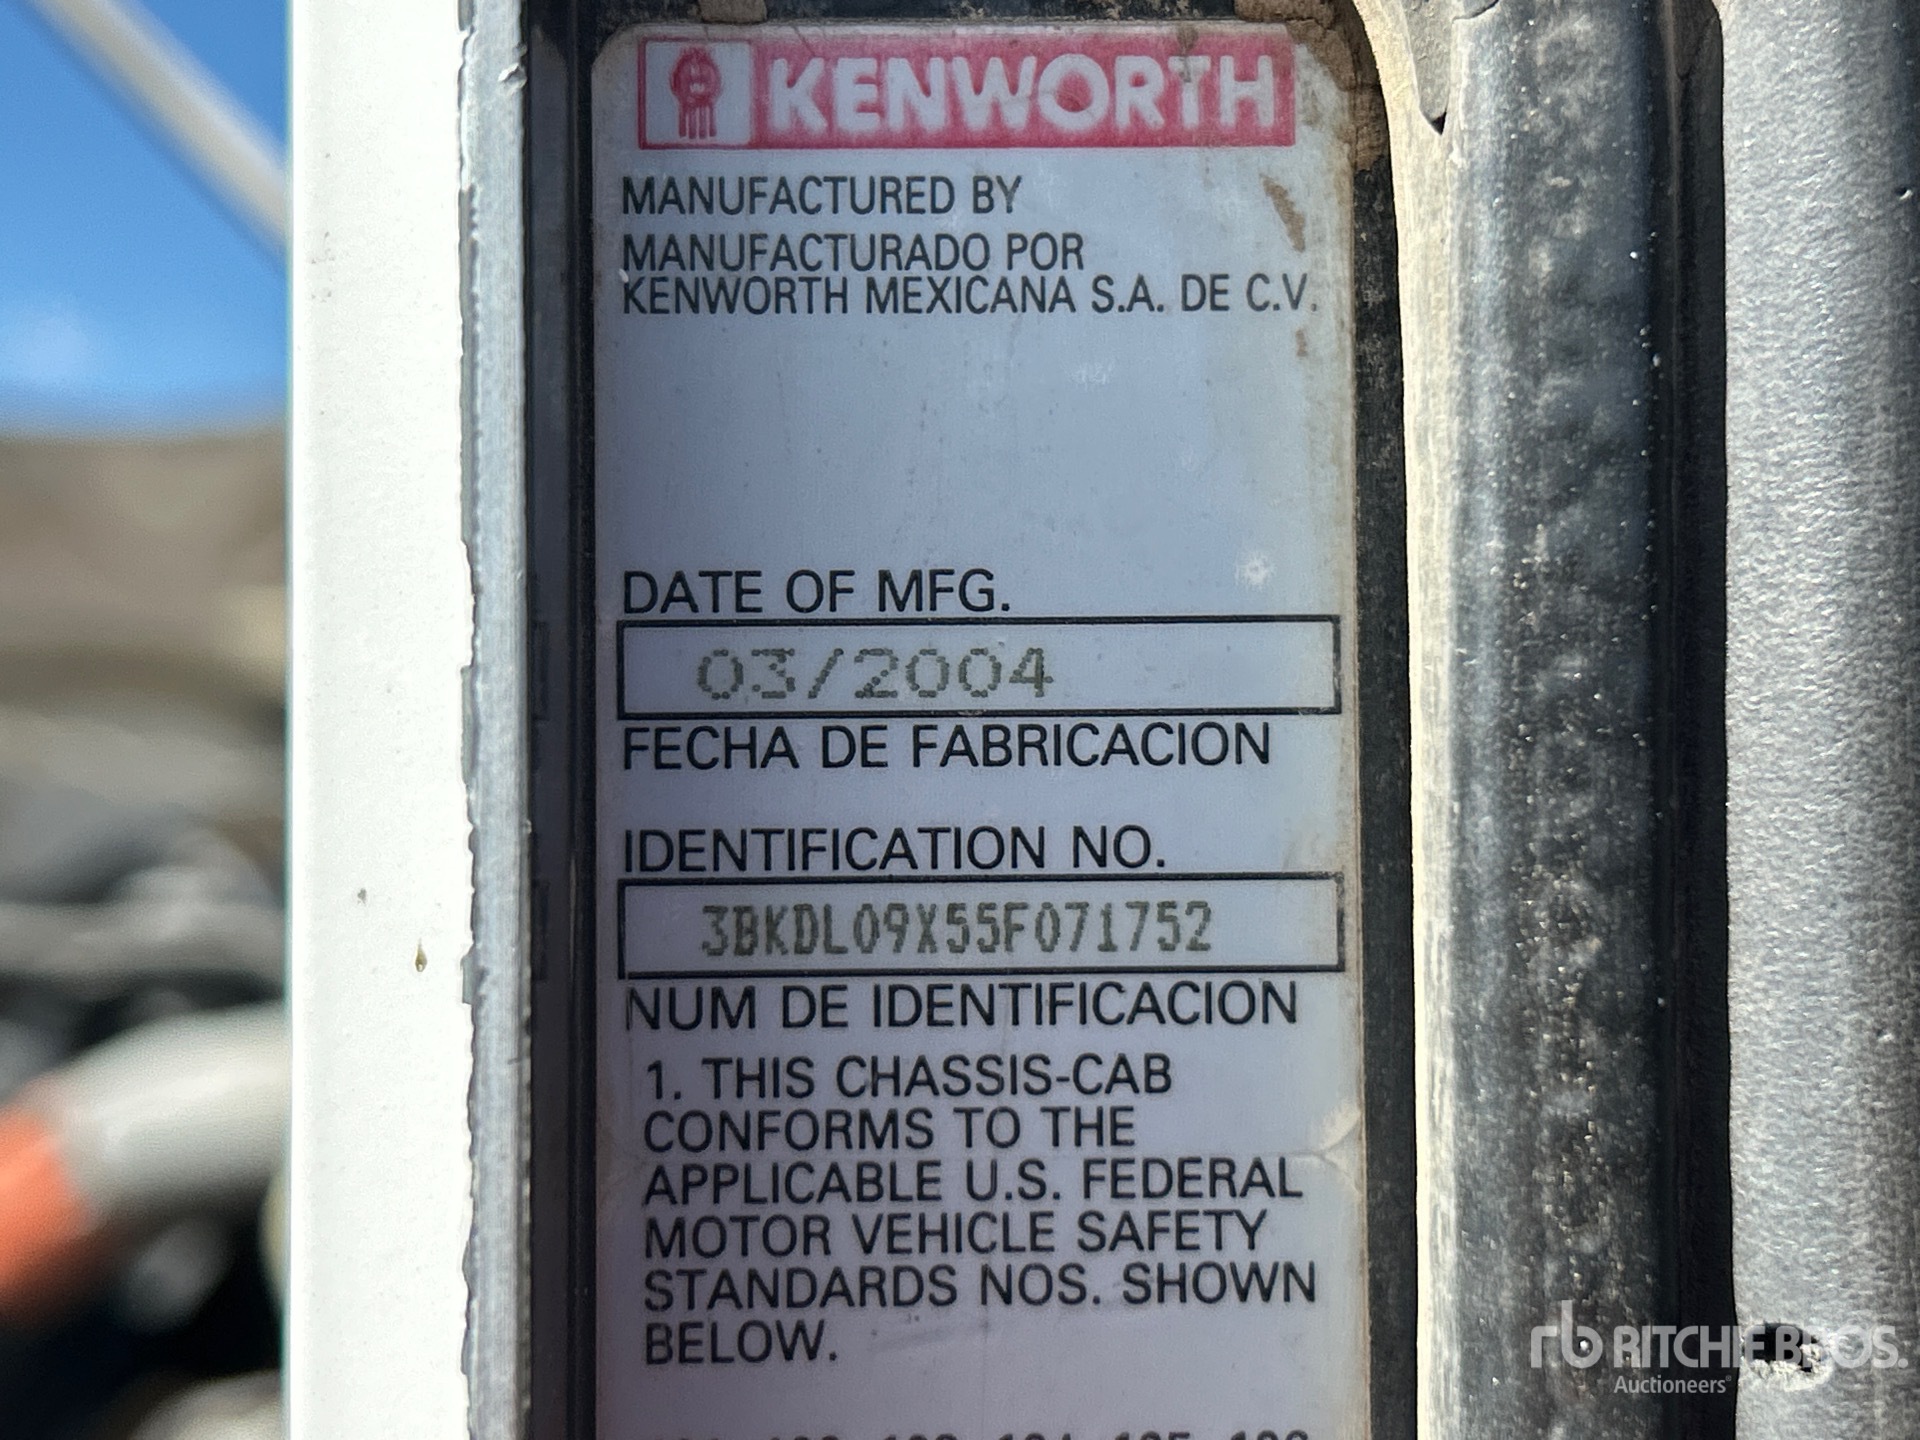 KENWORTH
MANUFACTURED BY
MANUFACTURADO POR
KENWORTH MEXICANA S.A. DE C.V.
DATE OF MFG.
03/2004
FECHA DE FABRICACION
IDENTIFICATION NO.
3BKDL09X55F071752
NUM DE IDENTIFICACION
1. THIS CHASSIS-CAB
CONFORMS TO THE
APPLICABLE U.S. FEDERAL
MOTOR VEHICLE SAFETY
STANDARDS NOS. SHOWN
BELOW.
rb RITCHIE BROS.
Auctioneers